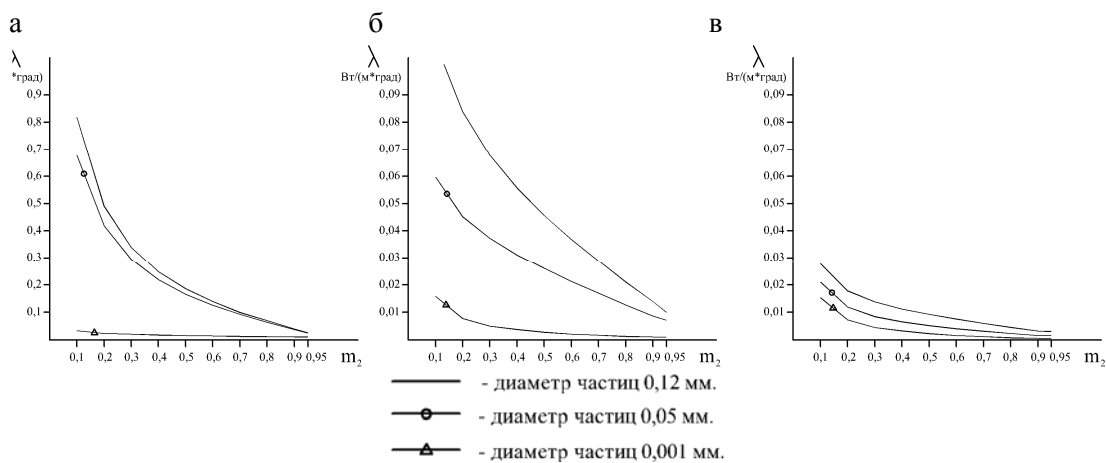 а
λ
*град)
0,9
0,8
0,7
0,6
0,5
0,4
0,3
0,2
0,1
0,1 0,2 0,3 0,4 0,5 0,6 0,7 0,8 0,9 0,95 m2
б
λ
Вт/(м*град)
0,09
0,08
0,07
0,06
0,05
0,04
0,03
0,02
0,01
0,1 0,2 0,3 0,4 0,5 0,6 0,7 0,8 0,9 0,95 m2
в
λ
Вт/(м*град)
0,09
0,08
0,07
0,06
0,05
0,04
0,03
0,02
0,01
0,1 0,2 0,3 0,4 0,5 0,6 0,7 0,8 0,9 0,95 m2
- диаметр частиц 0,12 мм.
- диаметр частиц 0,05 мм.
- диаметр частиц 0,001 мм.